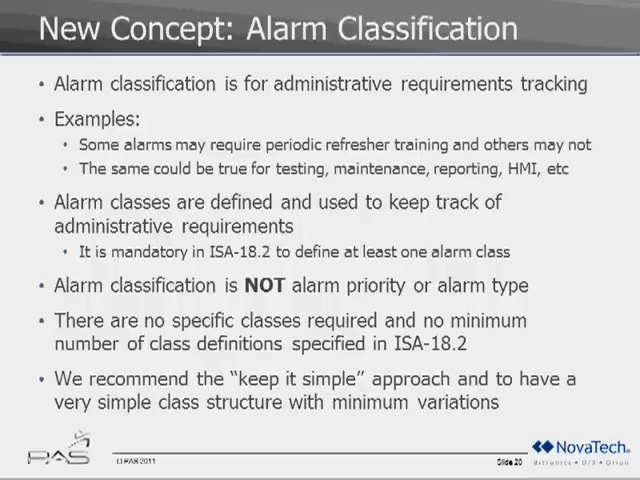 New Concept: Alarm Classification
• Alarm classification is for administrative requirements tracking
• Examples:
• Some alarms may require periodic refresher training and others may not
• The same could be true for testing, maintenance, reporting, HMI, etc
• Alarm classes are defined and used to keep track of
administrative requirements
• It is mandatory in ISA-18.2 to define at least one alarm class
• Alarm classification is NOT alarm priority or alarm type
• There are no specific classes required and no minimum
number of class definitions specified in ISA-18.2
• We recommend the “keep it simple” approach and to have a
very simple class structure with minimum variations
PAS
© PAS 2011
Slide 20
NovaTech®
Bitronics • D/3 • Orion